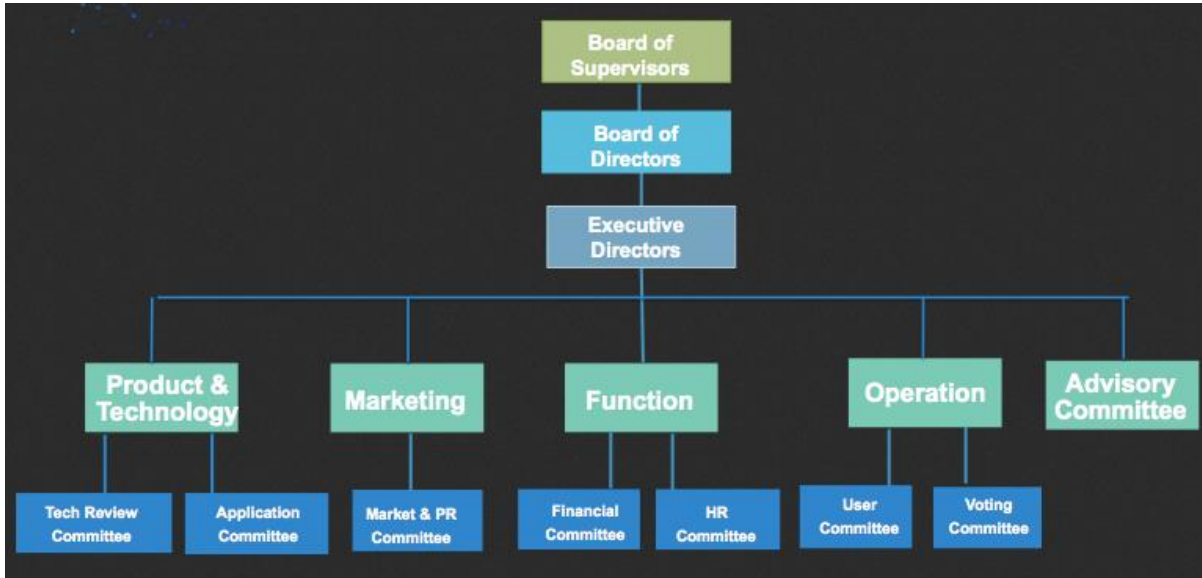 Board of
Supervisors
Board of
Directors
Executive
Directors
Product &
Technology
Marketing
Function
Operation
Advisory
Committee
Tech Review
Committee
Application
Committee
Market & PR
Committee
Financial
Committee
HR
Committee
User
Committee
Voting
Committee